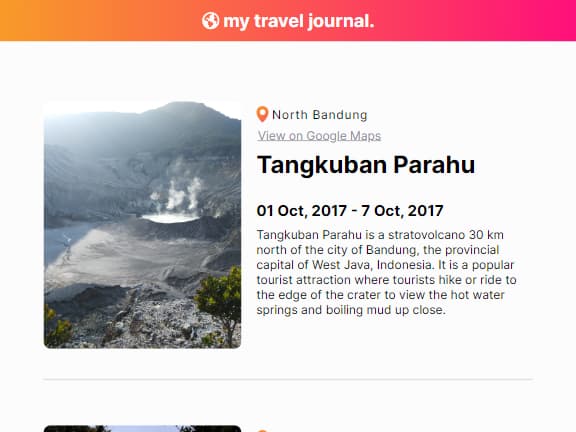 my travel journal.
North Bandung
View on Google Maps
Tangkuban Parahu
01 Oct, 2017 - 7 Oct, 2017
Tangkuban Parahu is a stratovolcano 30 km
north of the city of Bandung, the provincial
capital of West Java, Indonesia. It is a popular
tourist attraction where tourists hike or ride to
the edge of the crater to view the hot water
springs and boiling mud up close.